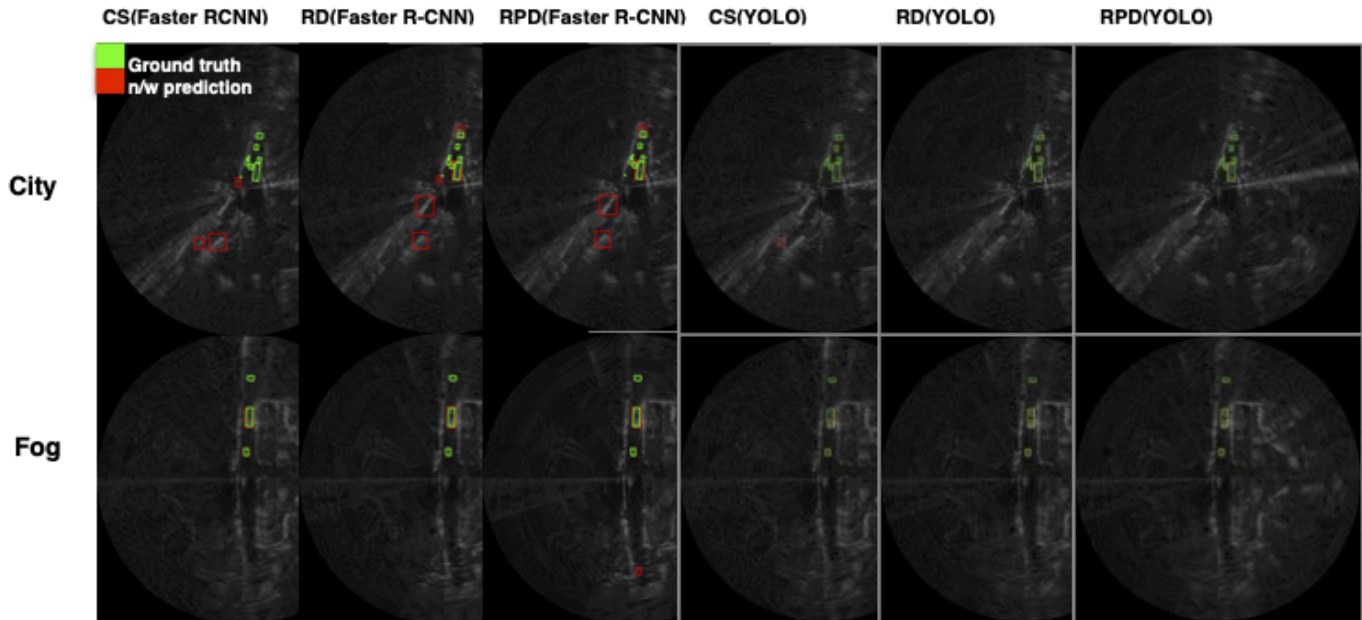 CS(Faster RCNN) RD(Faster R-CNN) RPD(Faster R-CNN) CS(YOLO) RD(YOLO) RPD(YOLO)
Ground truth
n/w prediction
City
Fog